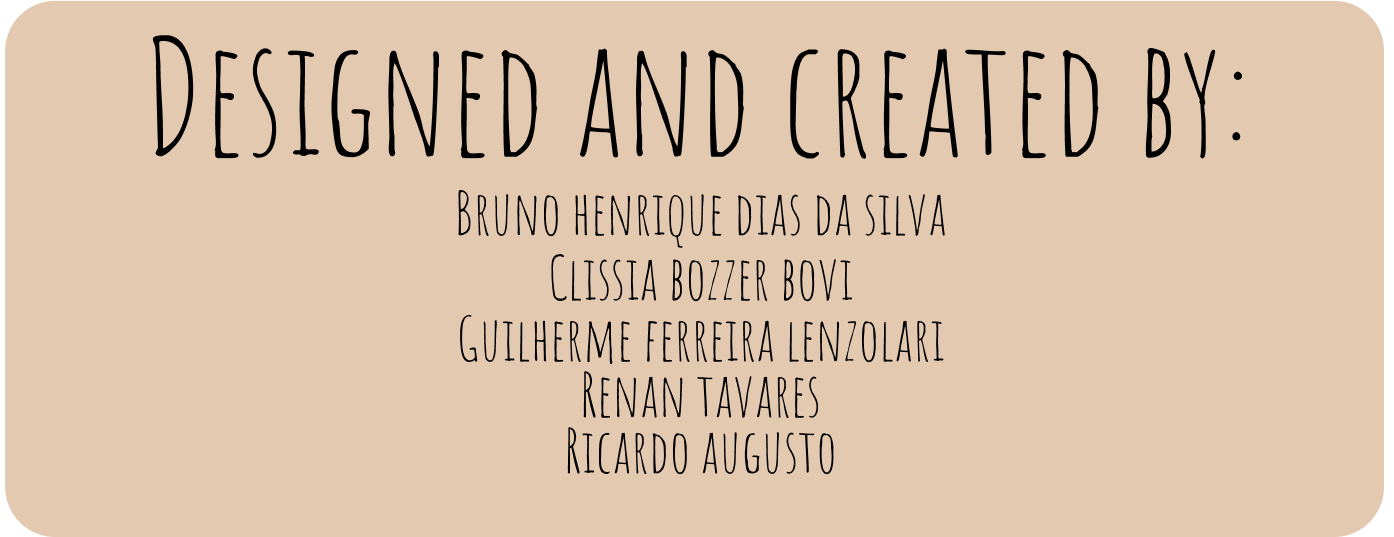 Designed and created by:
Bruno Henrique Dias da Silva
Clissia Bozzer Bovi
Guilherme Ferreira Lenzolari
Renan Tavares
Ricardo Augusto